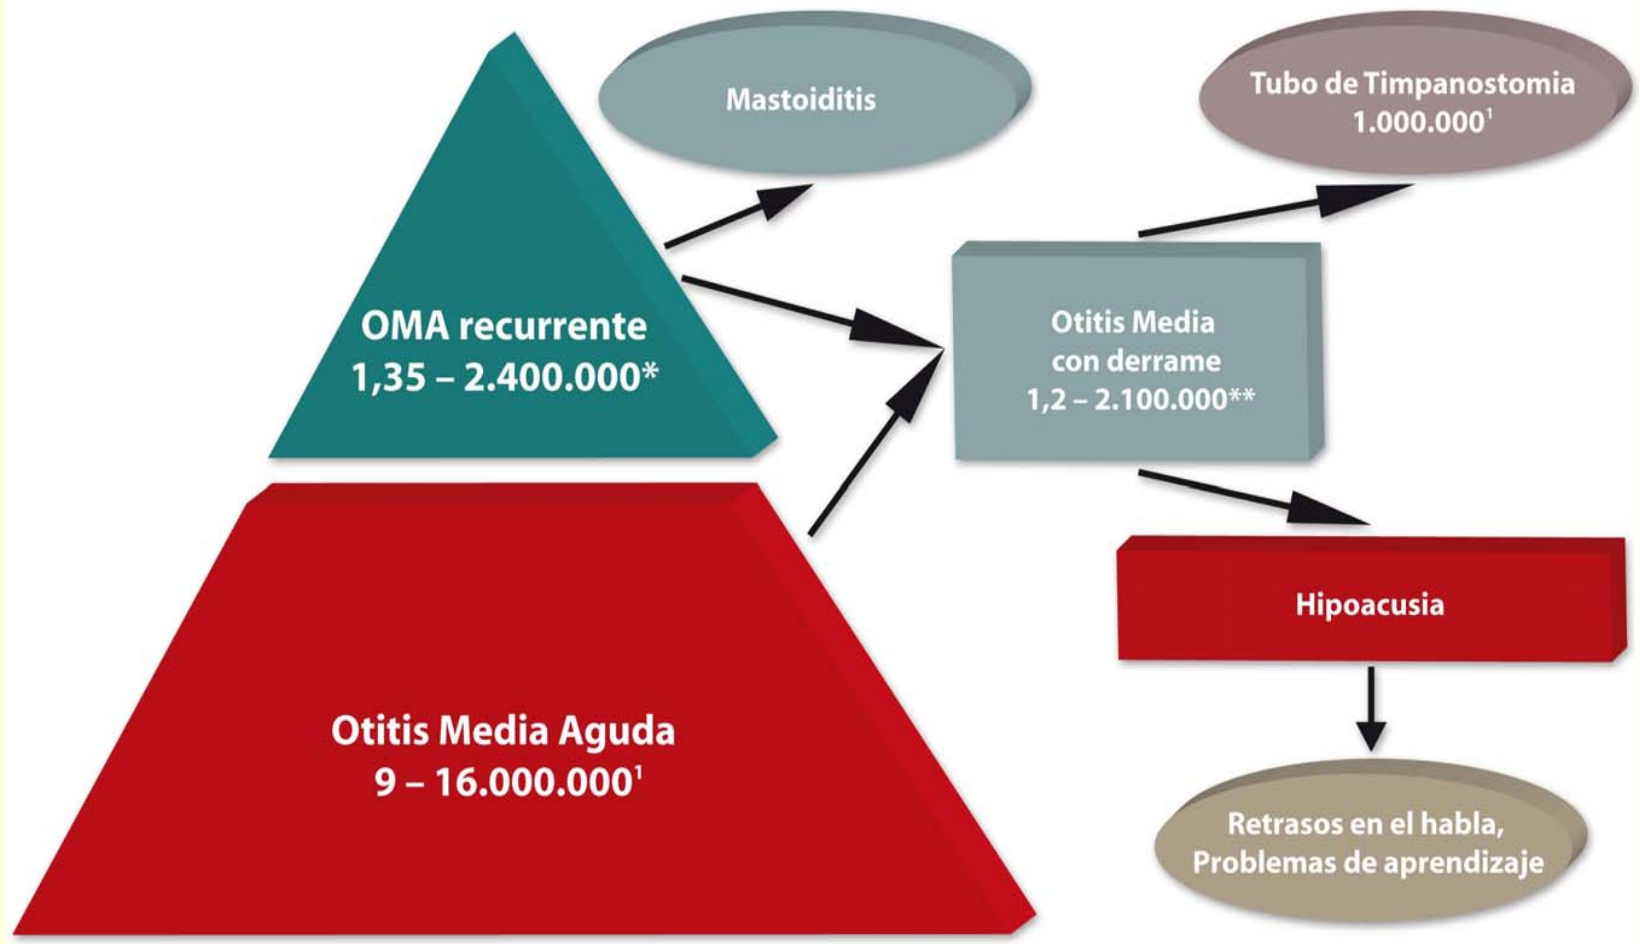 Mastoiditis
Tubo de Timpanostomia
1.000.000¹
OMA recurrente
1,35 – 2.400.000*
Otitis Media
con derrame
1,2 – 2.100.000**
Hipoacusia
Otitis Media Aguda
9 – 16.000.000¹
Retrasos en el habla,
Problemas de aprendizaje